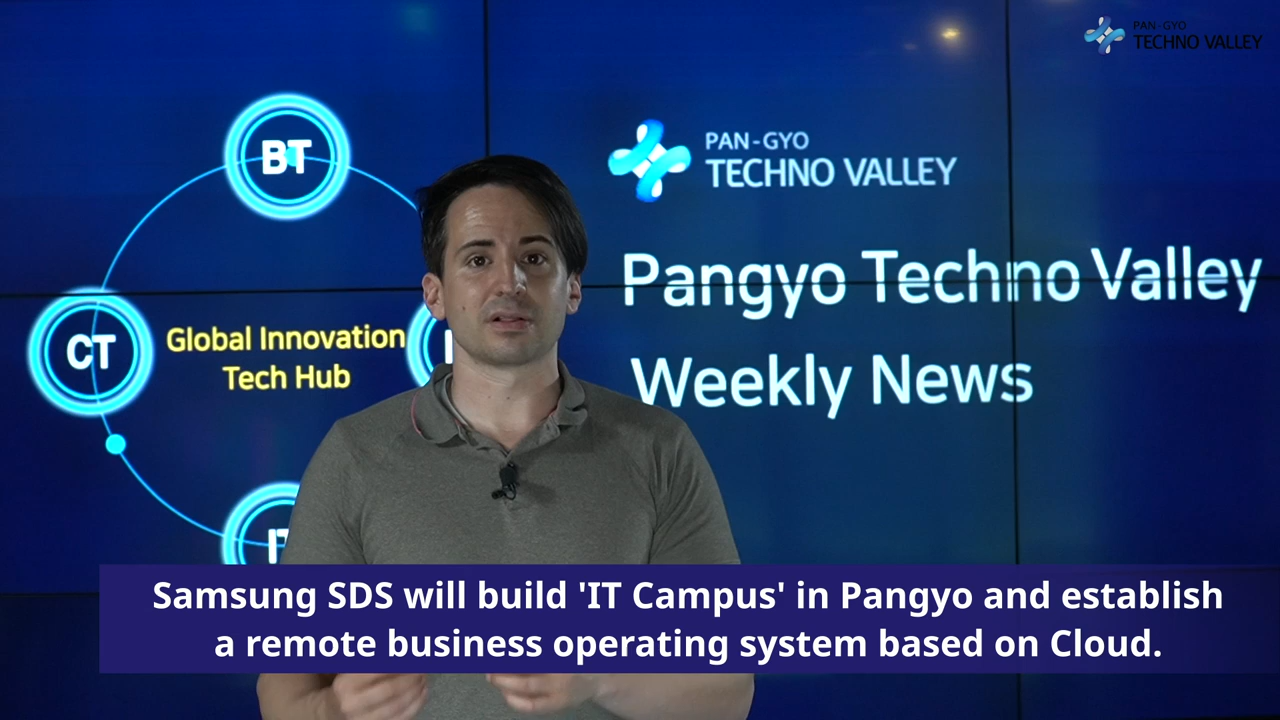 PAN-GYO
TECHNO VALLEY
BT
PAN-GYO
TECHNO VALLEY
Pangyo Techno Valley
Weekly News
CT
Global Innovation
Tech Hub
Samsung SDS will build 'IT Campus' in Pangyo and establish
a remote business operating system based on Cloud.